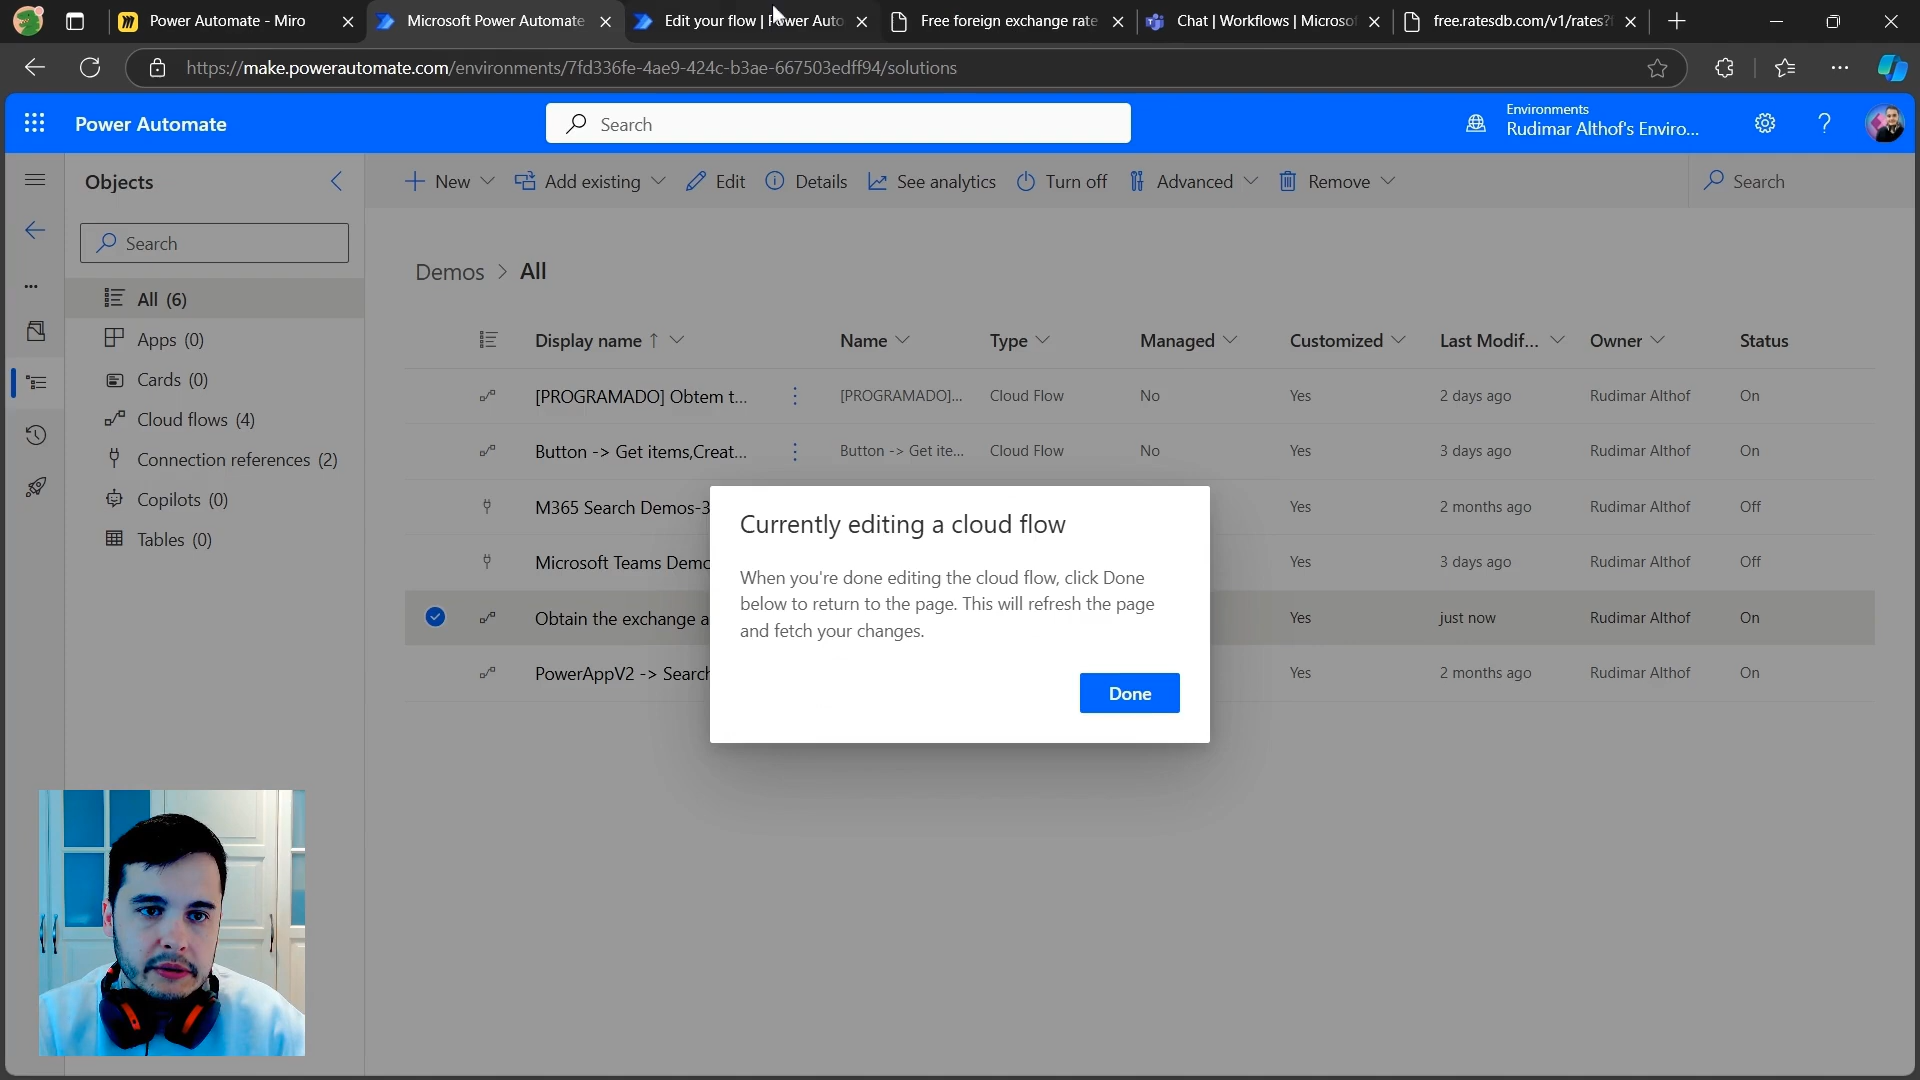 Power Automate - Miro
Microsoft Power Automate
Edit your flow | Power Auto
Free foreign exchange rate
Chat | Workflows | Microsof
free.ratesdb.com/v1/rates?f
https://make.powerautomate.com/environments/7fd336fe-4ae9-424c-b3ae-667503edff94/solutions
Power Automate
Search
Environments
Rudimar Althof's Enviro...
Objects
New
Add existing
Edit
Details
See analytics
Turn off
Advanced
Remove
Search
Search
Demos > All
All (6)
Apps (0)
Cards (0)
Cloud flows (4)
Connection references (2)
Copilots (0)
Tables (0)
Display name ↑ Name Type Managed Customized Last Modif... Owner Status
[PROGRAMADO] Obtem t... [PROGRAMADO]... Cloud Flow No Yes 2 days ago Rudimar Althof On
Button -> Get items,Creat... Button -> Get ite... Cloud Flow No Yes 3 days ago Rudimar Althof On
M365 Search Demos-3 Yes 2 months ago Rudimar Althof Off
Microsoft Teams Demo Yes 3 days ago Rudimar Althof Off
Obtain the exchange a Yes just now Rudimar Althof On
PowerAppV2 -> Search Yes 2 months ago Rudimar Althof On
Currently editing a cloud flow
When you're done editing the cloud flow, click Done
below to return to the page. This will refresh the page
and fetch your changes.
Done